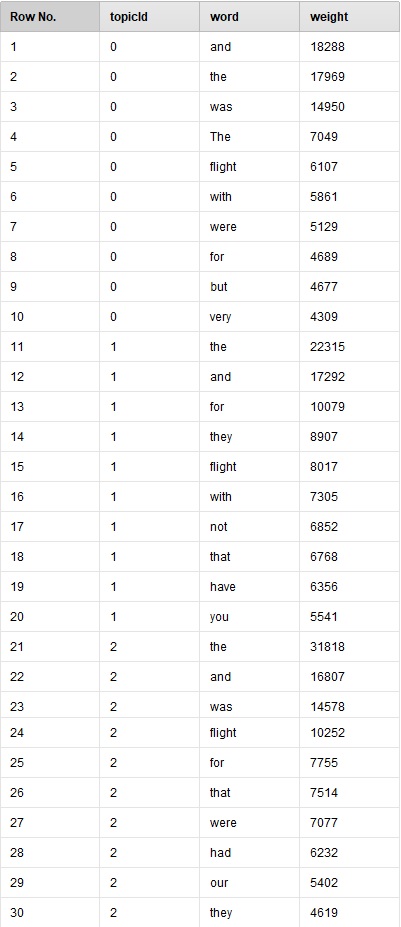 Row No. topicId word weight
1 0 and 18288
2 0 the 17969
3 0 was 14950
4 0 The 7049
5 0 flight 6107
6 0 with 5861
7 0 were 5129
8 0 for 4689
9 0 but 4677
10 0 very 4309
11 1 the 22315
12 1 and 17292
13 1 for 10079
14 1 they 8907
15 1 flight 8017
16 1 with 7305
17 1 not 6852
18 1 that 6768
19 1 have 6356
20 1 you 5541
21 2 the 31818
22 2 and 16807
23 2 was 14578
24 2 flight 10252
25 2 for 7755
26 2 that 7514
27 2 were 7077
28 2 had 6232
29 2 our 5402
30 2 they 4619